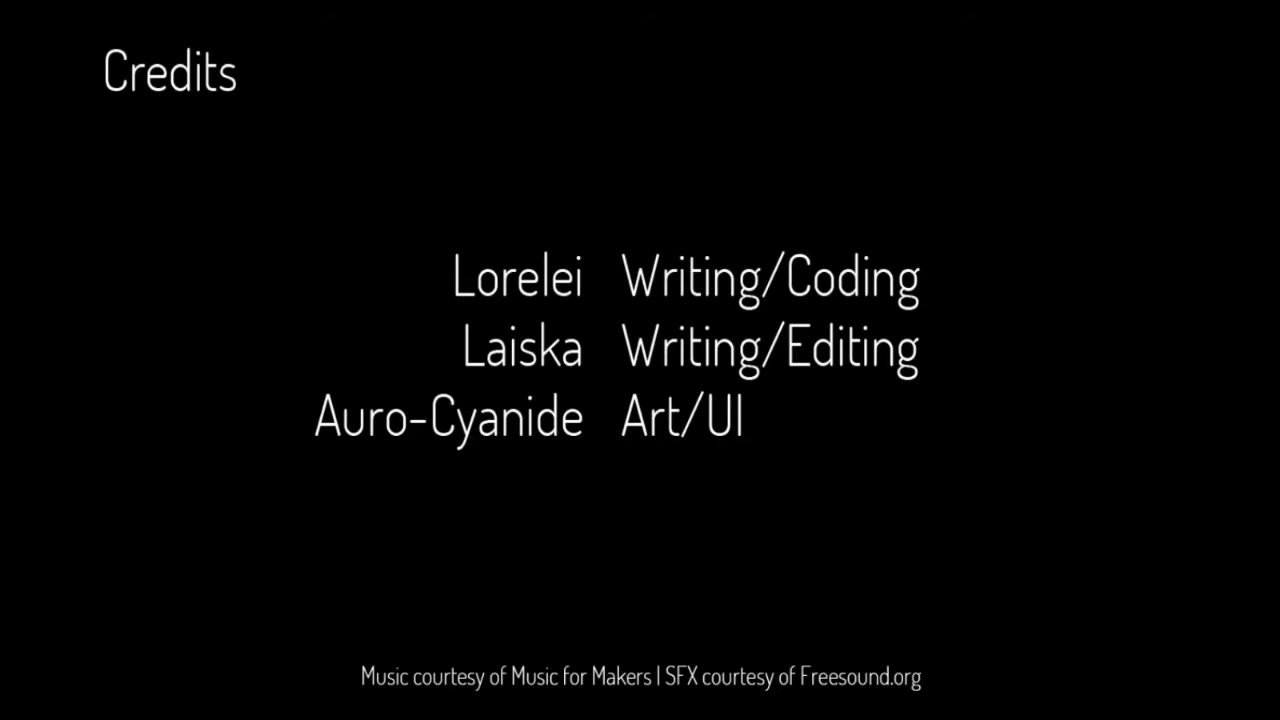 Credits
Lorelei Writing/Coding
Laiska Writing/Editing
Auro-Cyanide Art/UI
Music courtesy of Music for Makers | SFX courtesy of Freesound.org